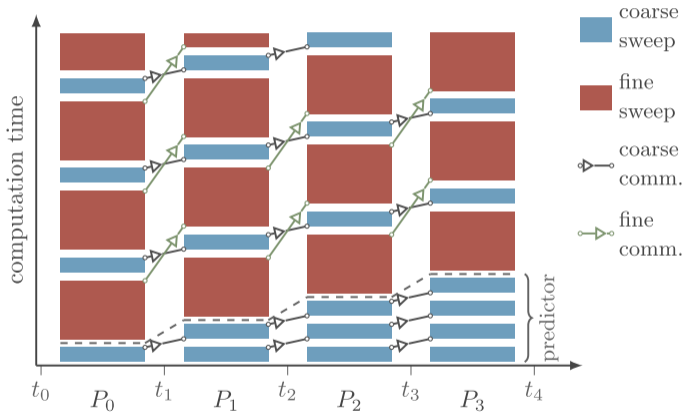 coarse
sweep
fine
sweep
coarse
comm.
fine
comm.
computation time
predictor
t₀ t₁ t₂ t₃ t₄
P₀ P₁ P₂ P₃